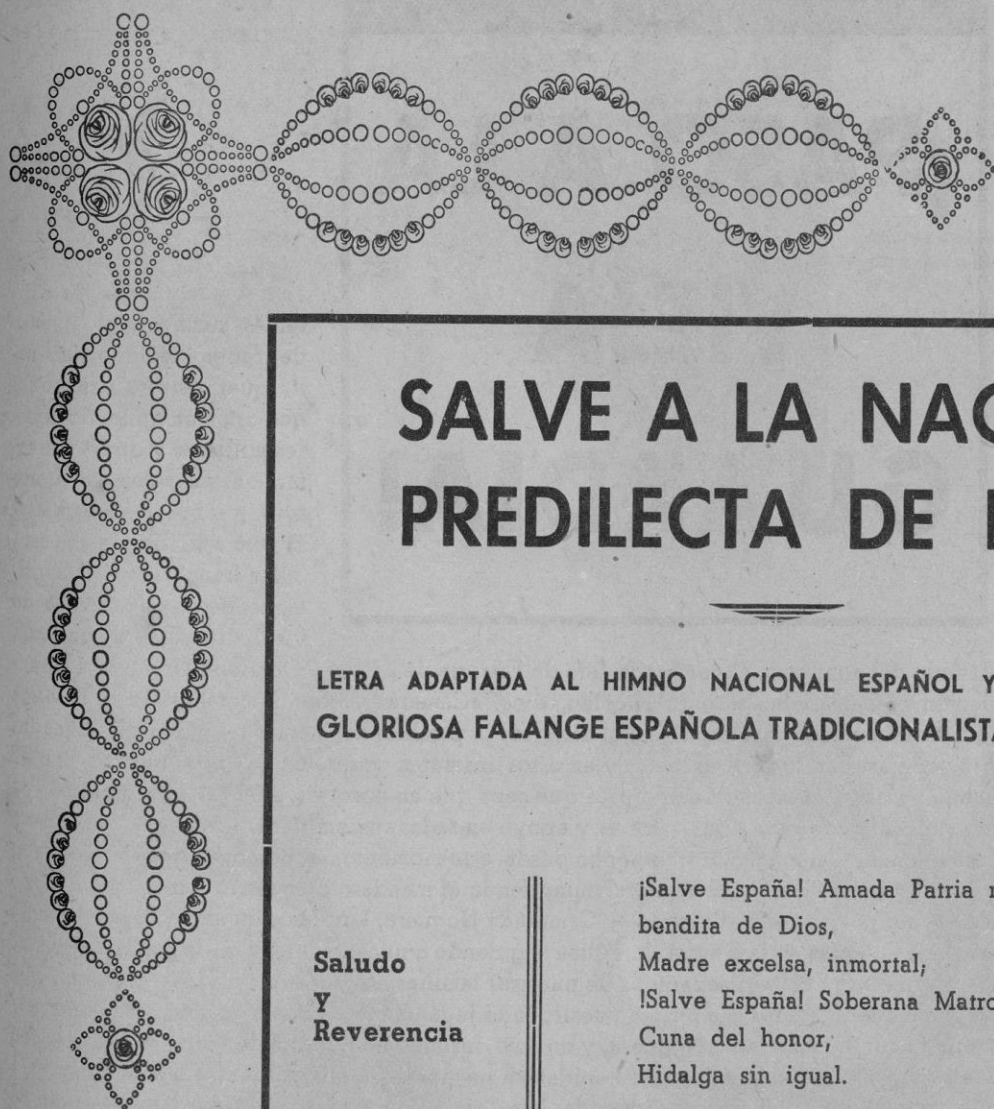 SALVE A LA NAC
PREDILECTA DE
LETRA ADAPTADA AL HIMNO NACIONAL ESPAÑOL Y
GLORIOSA FALANGE ESPAÑOLA TRADICIONALISTA
Saludo
y
Reverencia
¡Salve España! Amada Patria
bendita de Dios,
Madre excelsa, inmortal;
!Salve España! Soberana Matro
Cuna del honor,
Hidalga sin igual.